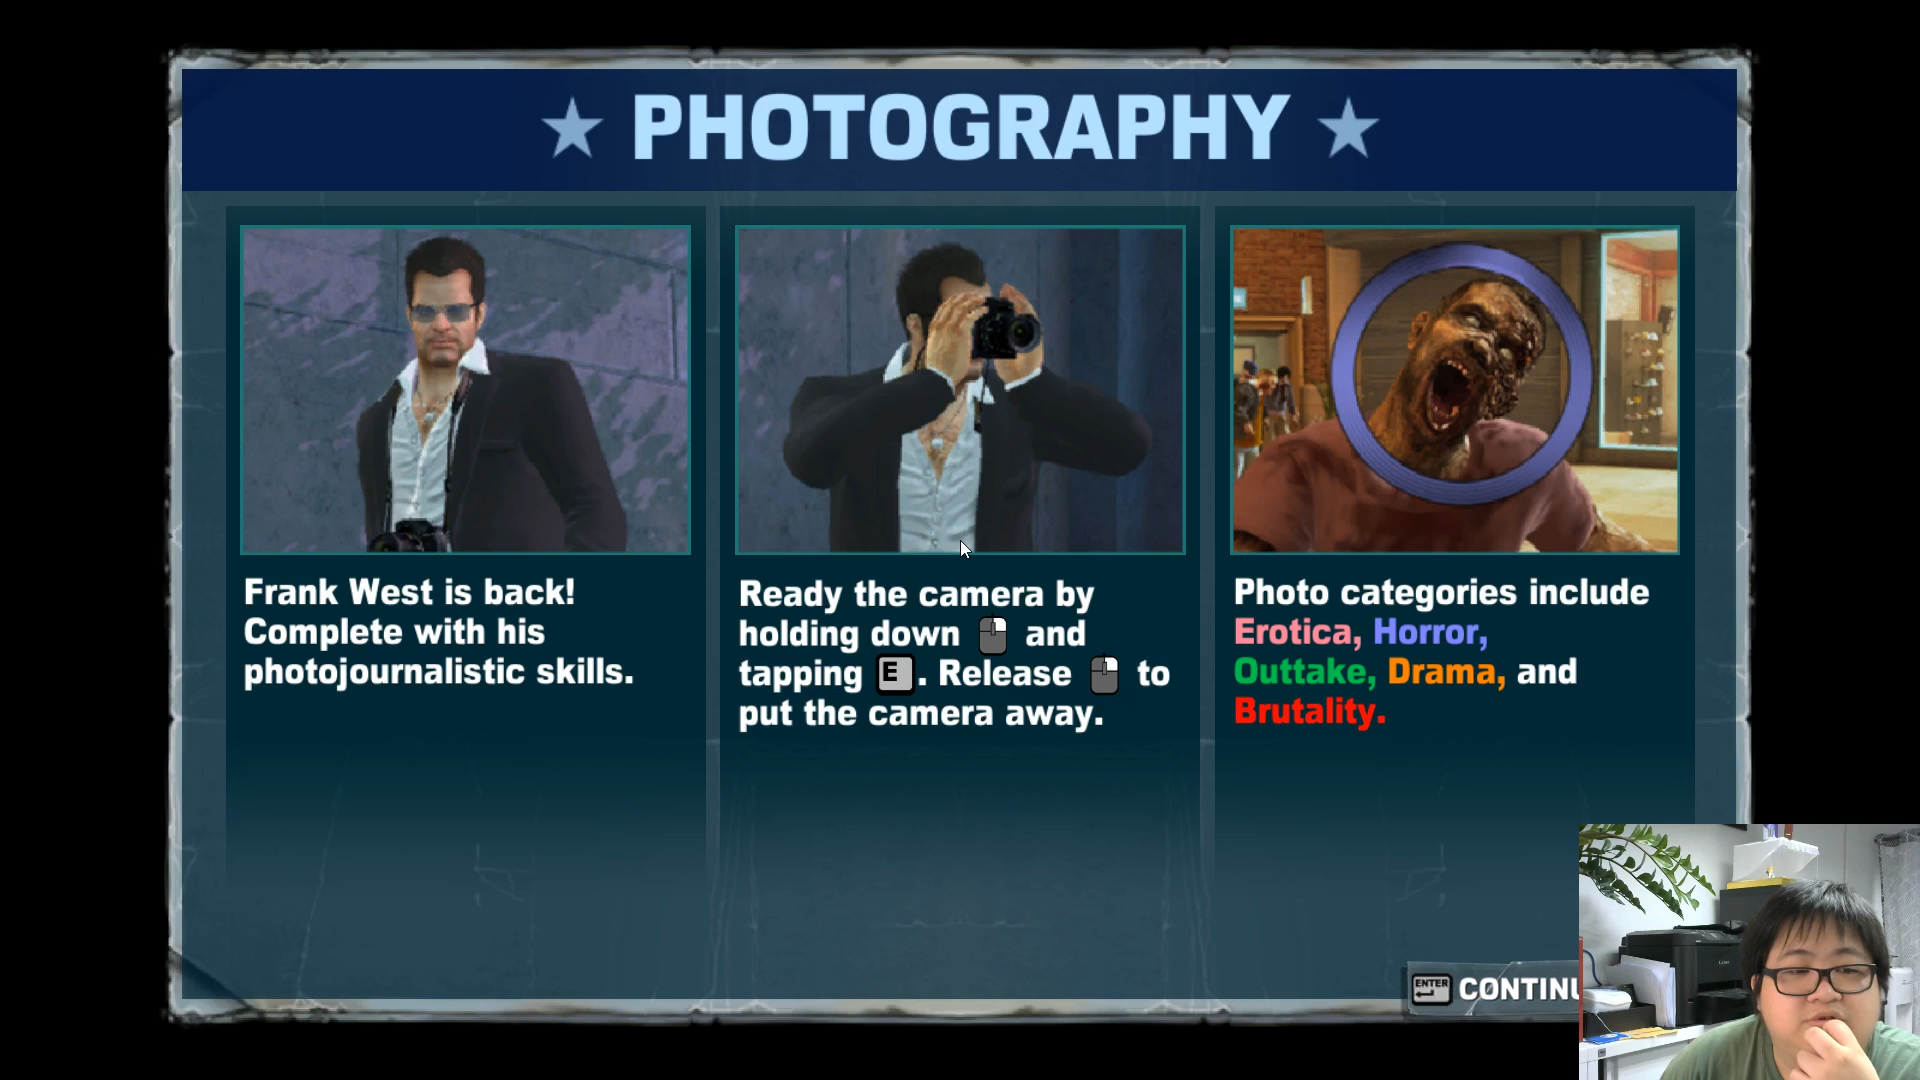 ★ PHOTOGRAPHY ★
Frank West is back!
Complete with his
photojournalistic skills.
Ready the camera by
holding down and
tapping E. Release to
put the camera away.
Photo categories include
Erotica, Horror,
Outtake, Drama, and
Brutality.
ENTER CONTINU